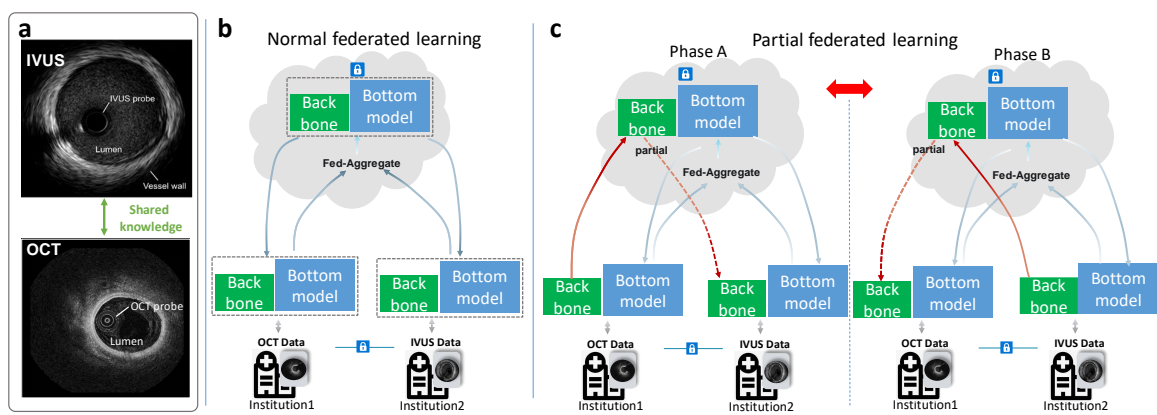 a
IVUS
IVUS probe
Lumen
Vessel wall
Shared
knowledge
OCT
OCT probe
Lumen
b
Normal federated learning
Back
bone
Bottom
model
Fed-Aggregate
Back
bone
Bottom
model
Back
bone
Bottom
model
OCT Data
IVUS Data
Institution1
Institution2
c
Partial federated learning
Phase A
Back
bone
Bottom
model
partial
Fed-Aggregate
Back
bone
Bottom
model
Back
bone
Bottom
model
OCT Data
IVUS Data
Institution1
Institution2
Phase B
Back
bone
Bottom
model
partial
Fed-Aggregate
Back
bone
Bottom
model
Back
bone
Bottom
model
OCT Data
IVUS Data
Institution1
Institution2